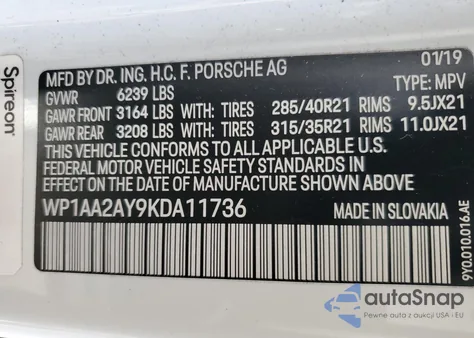 MFD BY DR. ING. H.C. F. PORSCHE AG 01/19
GVWR 6239 LBS TYPE: MPV
GAWR FRONT 3164 LBS WITH: TIRES 285/40R21 RIMS 9.5JX21
GAWR REAR 3208 LBS WITH: TIRES 315/35R21 RIMS 11.0JX21
THIS VEHICLE CONFORMS TO ALL APPLICABLE U.S.
FEDERAL MOTOR VEHICLE SAFETY STANDARDS IN
EFFECT ON THE DATE OF MANUFACTURE SHOWN ABOVE.
WP1AA2AY9KDA11736 MADE IN SLOVAKIA
9Y0.010.016.AE
Spireon
autoSnap
Pewne auta z aukcji USA i EU